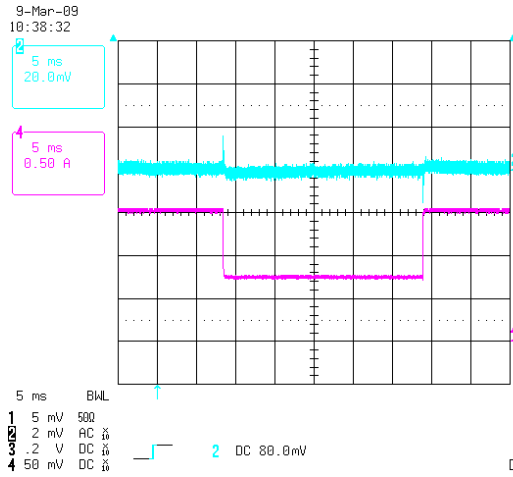 9-Mar-09
10:38:32
2
5 ms
20.0mV
4
5 ms
0.50 A
5 ms BWL
1 5 mV 50Ω
2 2 mV AC X10
3 .2 V DC X10
4 50 mV DC X10
2 DC 80.0mV